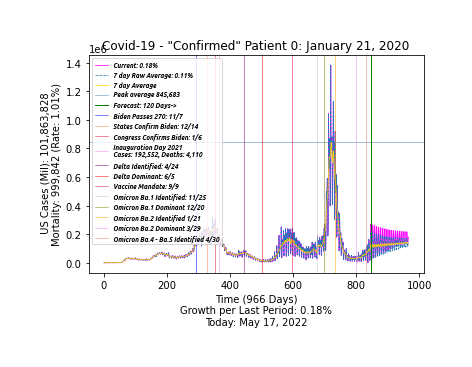 Covid-19 - "Confirmed" Patient 0: January 21, 2020
1e6
Current: 0.18%
7 day Raw Average: 0.11%
7 day Average
Peak average 845,683
Forecast: 120 Days->
Biden Passes 270: 11/7
States Confirm Biden: 12/14
Congress Confirms Biden: 1/6
Inauguration Day 2021
Cases: 192,552, Deaths: 4,110
Delta Identified: 4/24
Delta Dominant: 6/5
Vaccine Mandate: 9/9
Omicron Ba.1 Identified: 11/25
Omicron Ba.1 Dominant 12/20
Omicron Ba.2 Identified 1/21
Omicron Ba.2 Dominant 3/29
Omicron Ba.4 - Ba.5 Identified 4/30
1.4
1.2
1.0
0.8
0.6
0.4
0.2
0.0
US Cases (Mil): 101,863,828
Mortality: 999,842 (Rate: 1.01%)
0 200 400 600 800 1000
Time (966 Days)
Growth per Last Period: 0.18%
Today: May 17, 2022